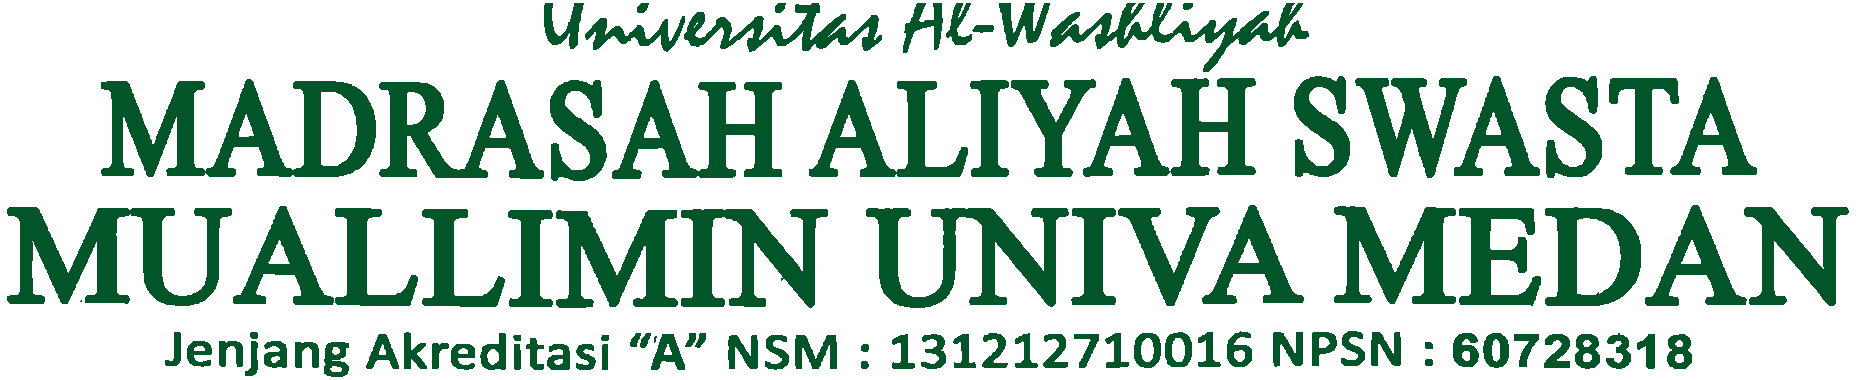 Universitas Al-Washliyah
MADRASAH ALIYAH SWASTA
MUALLIMIN UNIVA MEDAN
Jenjang Akreditasi “A” NSM : 131212710016 NPSN : 60728318